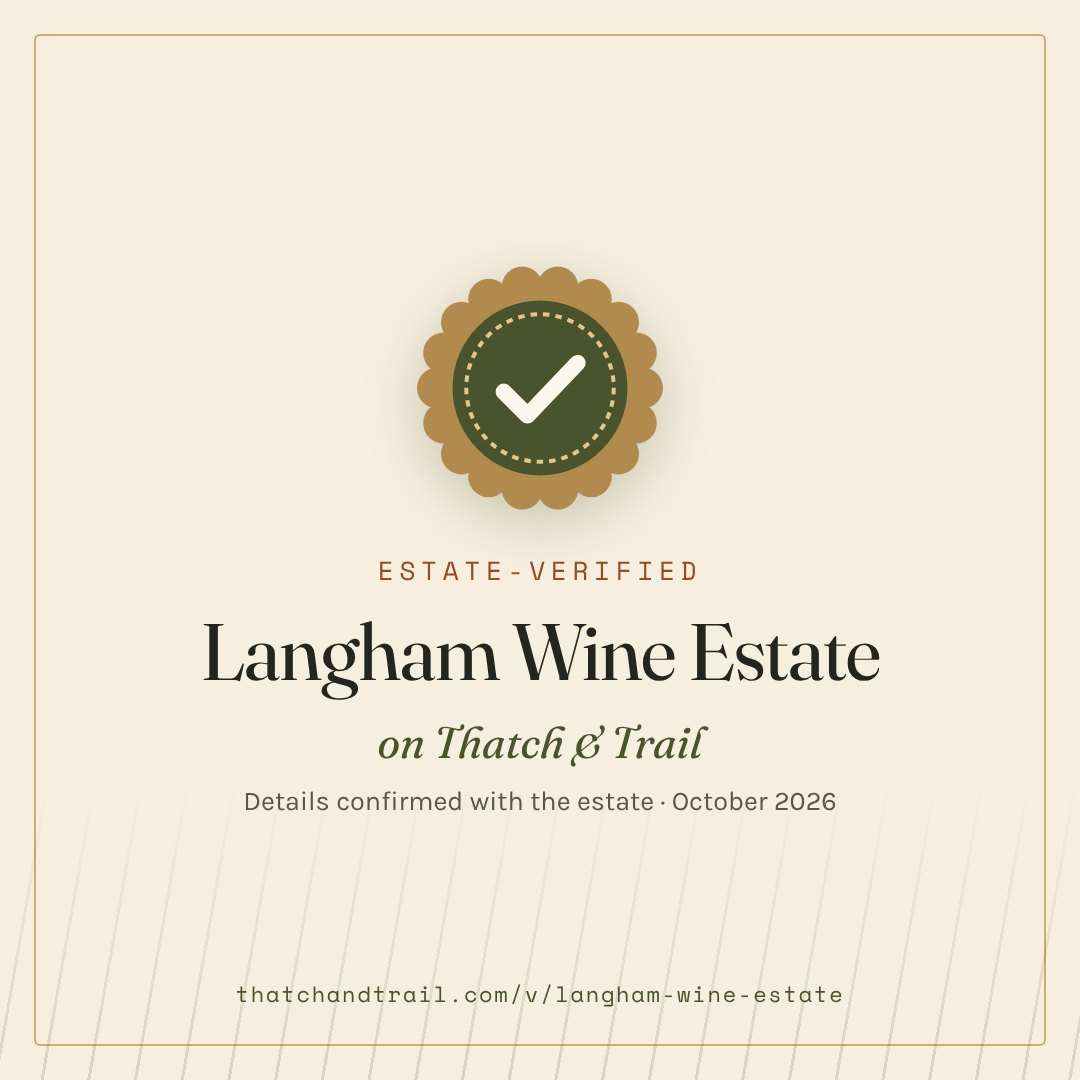 ESTATE-VERIFIED
Langham Wine Estate
on Thatch & Trail
Details confirmed with the estate · October 2026
thatchandtrail.com/v/langham-wine-estate